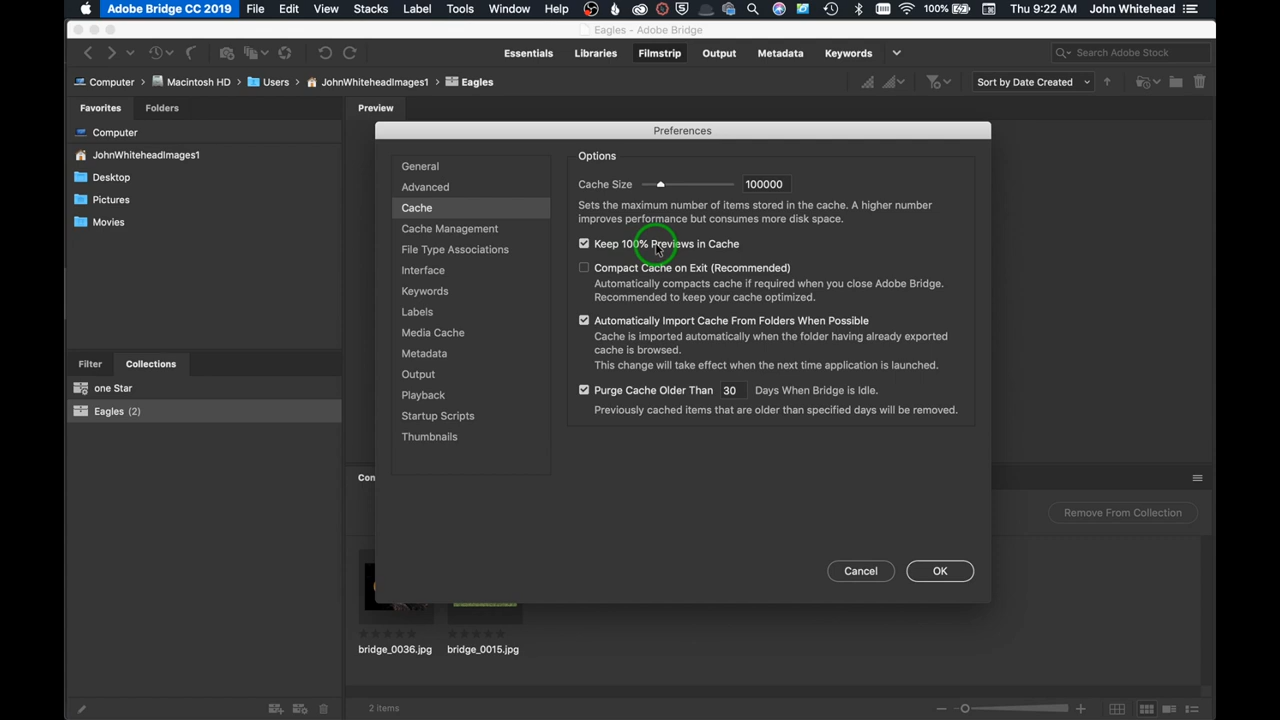 Adobe Bridge CC 2019 File Edit View Stacks Label Tools Window Help 100% Thu 9:22 AM John Whitehead
Eagles - Adobe Bridge
Essentials Libraries Filmstrip Output Metadata Keywords Search Adobe Stock
Computer Macintosh HD Users JohnWhiteheadImages1 Eagles Sort by Date Created
Favorites Folders Preview
Computer
JohnWhiteheadImages1
Desktop
Pictures
Movies
Filter Collections
one Star
Eagles (2)
Preferences
General
Advanced
Cache
Cache Management
File Type Associations
Interface
Keywords
Labels
Media Cache
Metadata
Output
Playback
Startup Scripts
Thumbnails
Options
Cache Size 100000
Sets the maximum number of items stored in the cache. A higher number
improves performance but consumes more disk space.
Keep 100% Previews in Cache
Compact Cache on Exit (Recommended)
Automatically compacts cache if required when you close Adobe Bridge.
Recommended to keep your cache optimized.
Automatically Import Cache From Folders When Possible
Cache is imported automatically when the folder having already exported
cache is browsed.
This change will take effect when the next time application is launched.
Purge Cache Older Than 30 Days When Bridge is Idle.
Previously cached items that are older than specified days will be removed.
Cancel OK
Con
Remove From Collection
bridge_0036.jpg bridge_0015.jpg
2 items